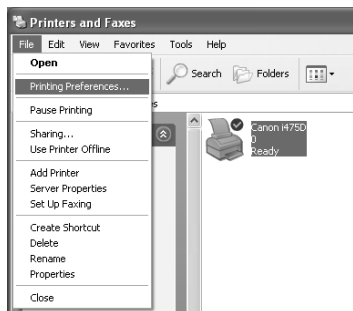 Printers and Faxes
File Edit View Favorites Tools Help
Open
Search Folders
Printing Preferences...
Pause Printing
Sharing...
Use Printer Offline
Add Printer
Server Properties
Set Up Faxing
Create Shortcut
Delete
Rename
Properties
Close
Canon i475D
0
Ready